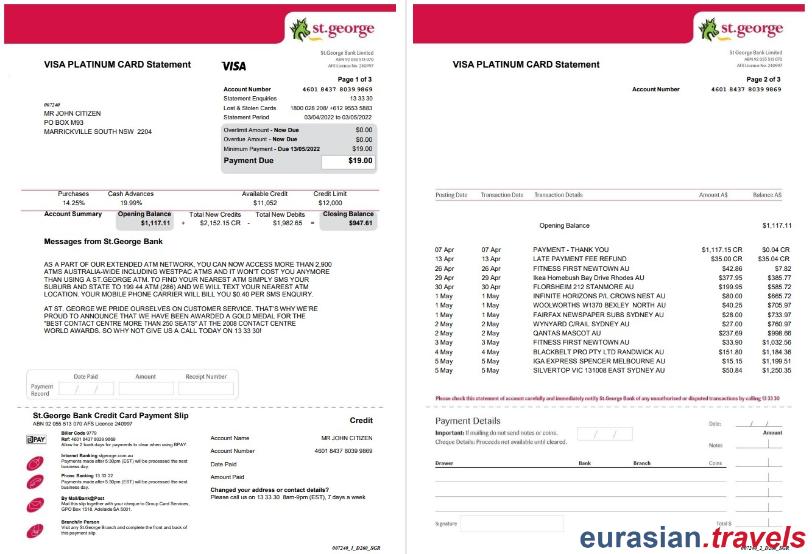 st.george
St.George Bank Limited
ABN 92 055 513 070
AFS Licence No. 240997
VISA PLATINUM CARD Statement
VISA
Page 1 of 3
Account Number 4601 8437 8039 9869
Statement Enquiries 13 33 30
Lost & Stolen Cards 1800 028 208/ +612 9553 5883
Statement Period 03/04/2022 to 03/05/2022
007240
MR JOHN CITIZEN
PO BOX M93
MARRICKVILLE SOUTH NSW 2204
Overlimit Amount - Now Due $0.00
Overdue Amount - Now Due $0.00
Minimum Payment - Due 13/05/2022 $19.00
Payment Due $19.00
Purchases Cash Advances Available Credit Credit Limit
14.25% 19.99% $11,052 $12,000
Account Summary Opening Balance Total New Credits Total New Debits Closing Balance
$1,117.11 + $2,152.15 CR - $1,982.65 = $947.61
Messages from St.George Bank
AS A PART OF OUR EXTENDED ATM NETWORK, YOU CAN NOW ACCESS MORE THAN 2,900
ATMS AUSTRALIA-WIDE INCLUDING WESTPAC ATMS AND IT WON'T COST YOU ANYMORE
THAN USING A ST.GEORGE ATM. TO FIND YOUR NEAREST ATM SIMPLY SMS YOUR
SUBURB AND STATE TO 199 44 ATM (286) AND WE WILL TEXT YOUR NEAREST ATM
LOCATION. YOUR MOBILE PHONE CARRIER WILL BILL YOU $0.40 PER SMS ENQUIRY.
AT ST. GEORGE WE PRIDE OURSELVES ON CUSTOMER SERVICE. THAT'S WHY WE'RE
PROUD TO ANNOUNCE THAT WE HAVE BEEN AWARDED A GOLD MEDAL FOR THE
"BEST CONTACT CENTRE MORE THAN 250 SEATS" AT THE 2008 CONTACT CENTRE
WORLD AWARDS. SO WHY NOT GIVE US A CALL TODAY ON 13 33 30!
Payment Record Date Paid Amount Receipt Number
/ /
St.George Bank Credit Card Payment Slip
ABN 92 055 513 070 AFS Licence 240997
Credit
BPAY
Biller Code 9779
Ref: 4601 8437 8039 9869
Allow for 2 bank days for payments to clear when using BPAY.
Internet Banking stgeorge.com.au
Payments made after 5:30pm (EST) will be processed the next
business day.
Phone Banking 13 33 22
Payments made after 5:30pm (EST) will be processed the next
business day.
By Mail/Bank@Post
Mail this slip together with your cheque to Group Card Services,
GPO Box 1518, Adelaide SA 5001.
Branch/in Person
Visit any St.George Branch and complete the front and back of
this payment slip.
Account Name MR JOHN CITIZEN
Account Number 4601 8437 8039 9869
Date Paid
Amount Paid
Changed your address or contact details?
Please call us on 13 33 30 8am-9pm (EST), 7 days a week
007240_1_D260_SGR
st.george
St.George Bank Limited
ABN 92 055 513 070
AFS Licence No. 240997
VISA PLATINUM CARD Statement
Page 2 of 3
Account Number 4601 8437 8039 9869
Posting Date Transaction Date Transaction Details Amount A$ Balance A$
Opening Balance $1,117.11
07 Apr 07 Apr PAYMENT - THANK YOU $1,117.15 CR $0.04 CR
13 Apr 13 Apr LATE PAYMENT FEE REFUND $35.00 CR $35.04 CR
26 Apr 26 Apr FITNESS FIRST NEWTOWN AU $42.86 $7.82
29 Apr 29 Apr Ikea Homebush Bay Drive Rhodes AU $377.95 $385.77
30 Apr 30 Apr FLORSHEIM 212 STANMORE AU $199.95 $585.72
1 May 1 May INFINITE HORIZONS P/L CROWS NEST AU $80.00 $665.72
1 May 1 May WOOLWORTHS W1370 BEXLEY NORTH AU $40.25 $705.97
1 May 1 May FAIRFAX NEWSPAPER SUBS SYDNEY AU $28.00 $733.97
2 May 2 May WYNYARD C/RAIL SYDNEY AU $27.00 $760.97
2 May 2 May QANTAS MASCOT AU $237.69 $998.66
3 May 3 May FITNESS FIRST NEWTOWN AU $33.90 $1,032.56
4 May 4 May BLACKBELT PRO PTY LTD RANDWICK AU $151.80 $1,184.36
5 May 5 May IGA EXPRESS SPENCER MELBOURNE AU $15.15 $1,199.51
5 May 5 May SILVERTOP VIC 131008 EAST SYDNEY AU $50.84 $1,250.35
Please check this statement of account carefully and immediately notify St.George Bank of any unauthorised or disputed transactions by calling 13 33 30
Payment Details
Important: If mailing do not send notes or coins.
Cheque Details: Proceeds not available until cleared.
/ /
Date: / /
Amount
Notes
Drawer Bank Branch Coins
Signature Total $
007240_2_D260_SGR
eurasian.travels